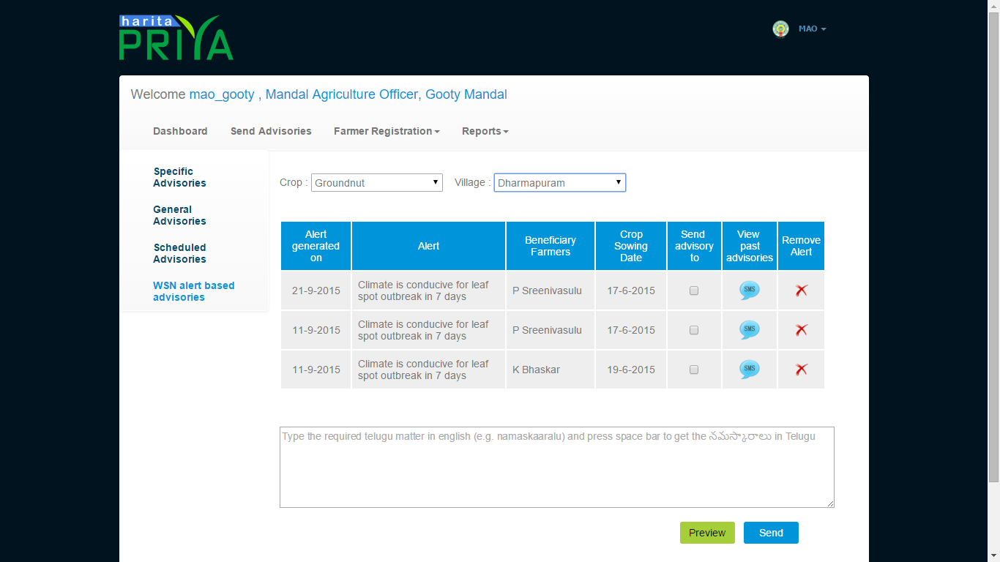 harita
PRIYA
MAO
Welcome mao_gooty , Mandal Agriculture Officer, Gooty Mandal
Dashboard Send Advisories Farmer Registration Reports
Specific
Advisories
General
Advisories
Scheduled
Advisories
WSN alert based
advisories
Crop : Groundnut Village : Dharmapuram
Alert
generated
on
Alert
Beneficiary
Farmers
Crop
Sowing
Date
Send
advisory
to
View
past
advisories
Remove
Alert
21-9-2015
Climate is conducive for leaf
spot outbreak in 7 days
P Sreenivasulu
17-6-2015
SMS
11-9-2015
Climate is conducive for leaf
spot outbreak in 7 days
P Sreenivasulu
17-6-2015
SMS
11-9-2015
Climate is conducive for leaf
spot outbreak in 7 days
K Bhaskar
19-6-2015
SMS
Type the required telugu matter in english (e.g. namaskaaralu) and press space bar to get the నమస్కారాలు in Telugu
Preview Send